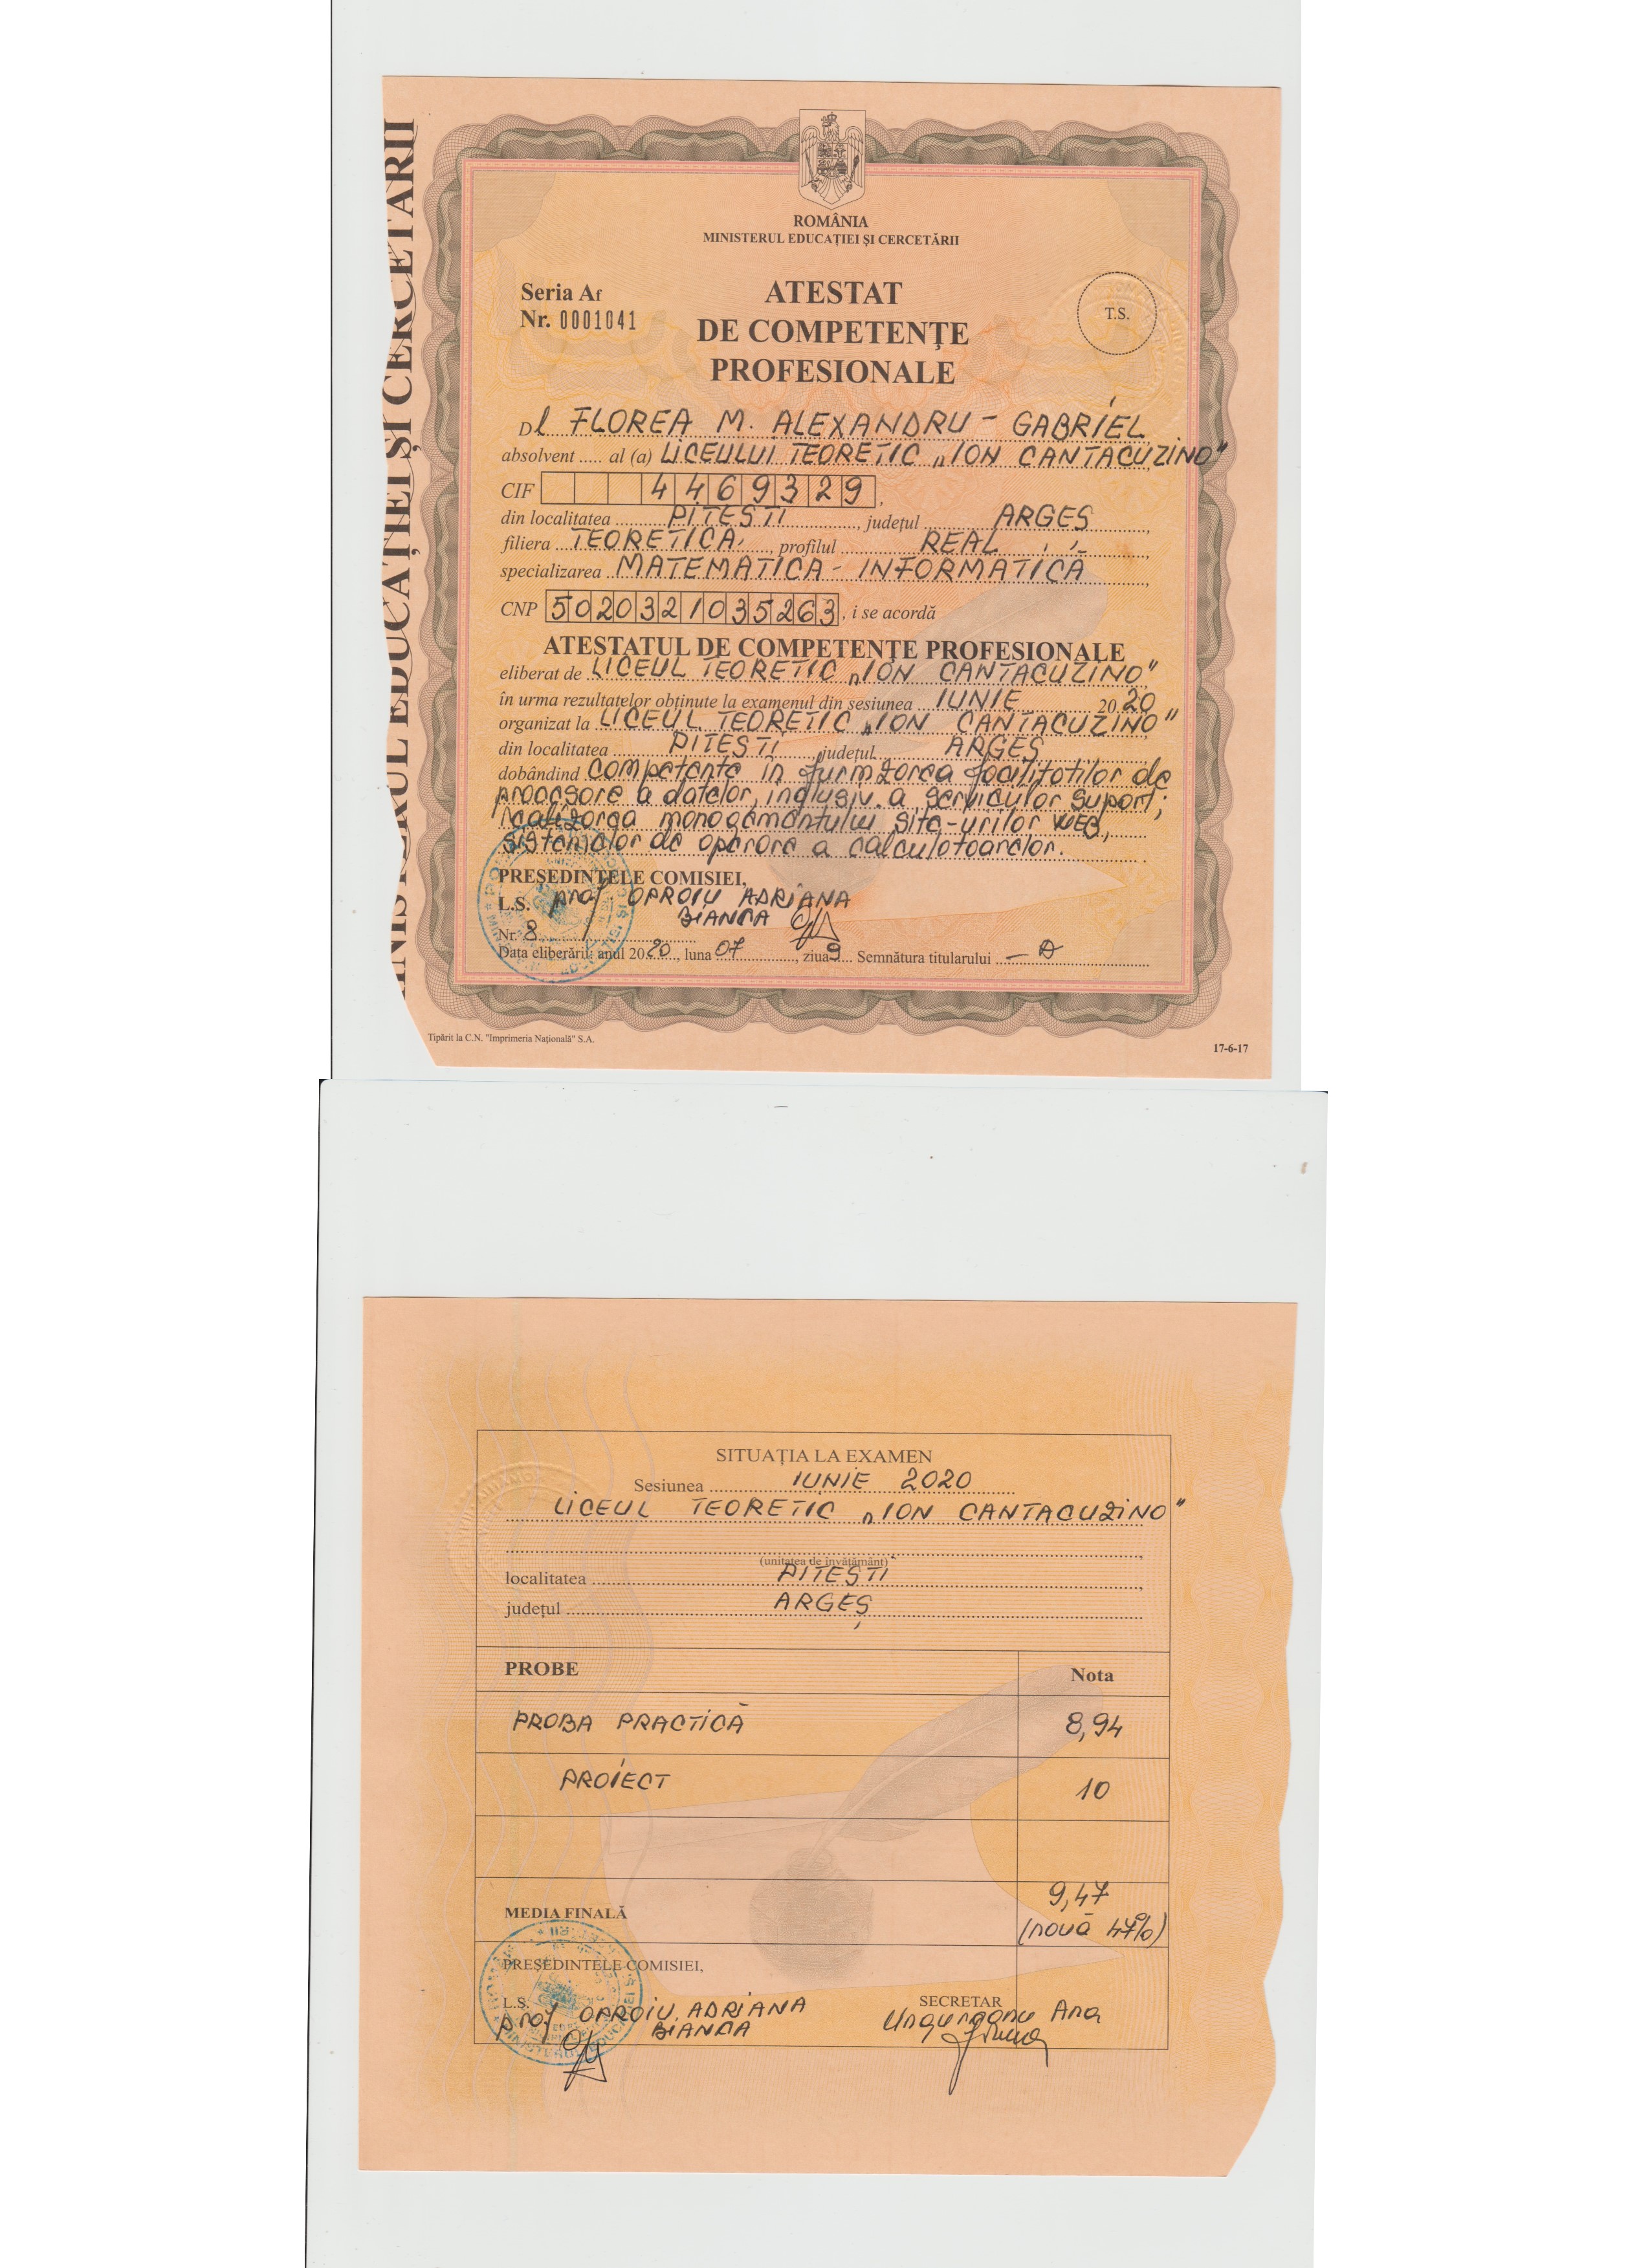 MINISTERUL EDUCAȚIEI ȘI CERCETĂRII
ROMÂNIA
MINISTERUL EDUCAȚIEI ȘI CERCETĂRII
Seria Af
Nr. 0001041
ATESTAT
DE COMPETENŢE
PROFESIONALE
T.S.
Dl FLOREA M. ALEXANDRU - GABRIEL
absolvent ..... al (a) LICEULUI TEORETIC „ION CANTACUZINO"
CIF 4469329,
din localitatea PITEȘTI, județul ARGEȘ,
filiera TEORETICĂ, profilul REAL,
specializarea MATEMATICĂ - INFORMATICĂ,
CNP 5020321035263, i se acordă
ATESTATUL DE COMPETENŢE PROFESIONALE
eliberat de LICEUL TEORETIC „ION CANTACUZINO"
în urma rezultatelor obținute la examenul din sesiunea IUNIE 2020
organizat la LICEUL TEORETIC „ION CANTACUZINO"
din localitatea PITEȘTI județul ARGEȘ
dobândind competențe în furnizarea facilităților de
procesare a datelor, inclusiv a serviciilor suport;
realizarea managementului site-urilor WEB,
sistemelor de operare a calculatoarelor.
PREȘEDINTELE COMISIEI,
L.S. prof OPROIU ADRIANA
BIANCA
Nr. 8
Data eliberării: anul 2020, luna 07, ziua 9 Semnătura titularului
Tipărit la C.N. "Imprimeria Națională" S.A.
17-6-17
SITUAȚIA LA EXAMEN
Sesiunea IUNIE 2020
LICEUL TEORETIC „ION CANTACUZINO"
(unitatea de învățământ)
localitatea PITEȘTI
județul ARGEȘ
PROBE Nota
PROBA PRACTICĂ 8,94
PROIECT 10
MEDIA FINALĂ 9,47
(nouă 47%)
PREȘEDINTELE COMISIEI,
L.S. SECRETAR
prof OPROIU ADRIANA
BIANCA
Ungureanu Ana